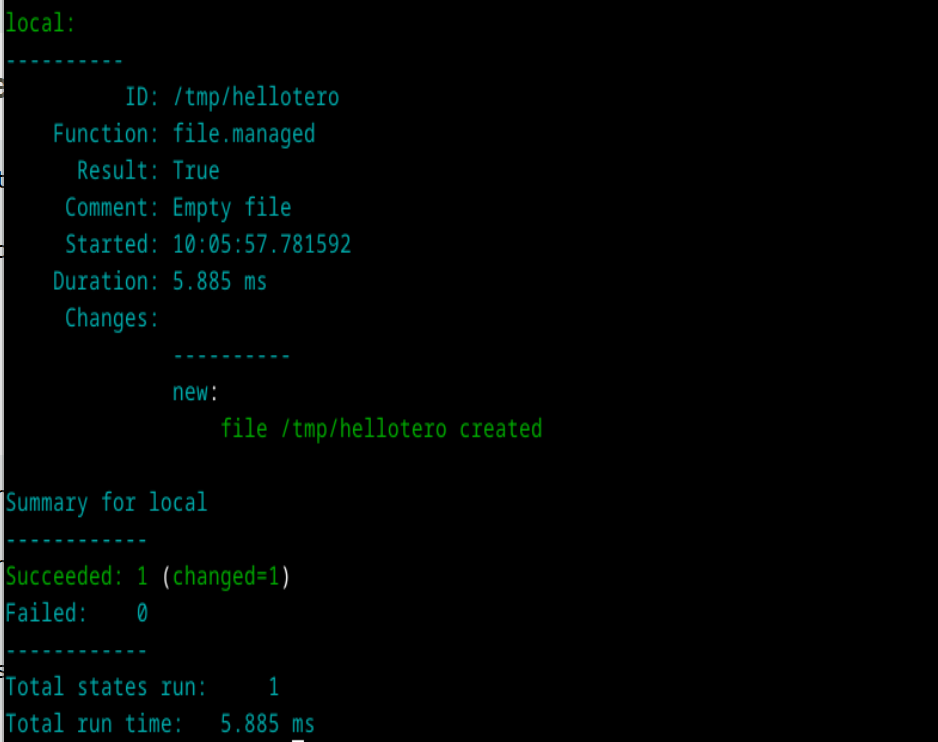 local:
----------
          ID: /tmp/hellotero
    Function: file.managed
      Result: True
     Comment: Empty file
     Started: 10:05:57.781592
    Duration: 5.885 ms
     Changes:
              ----------
              new:
                  file /tmp/hellotero created

Summary for local
------------
Succeeded: 1 (changed=1)
Failed:    0
------------
Total states run:     1
Total run time:   5.885 ms